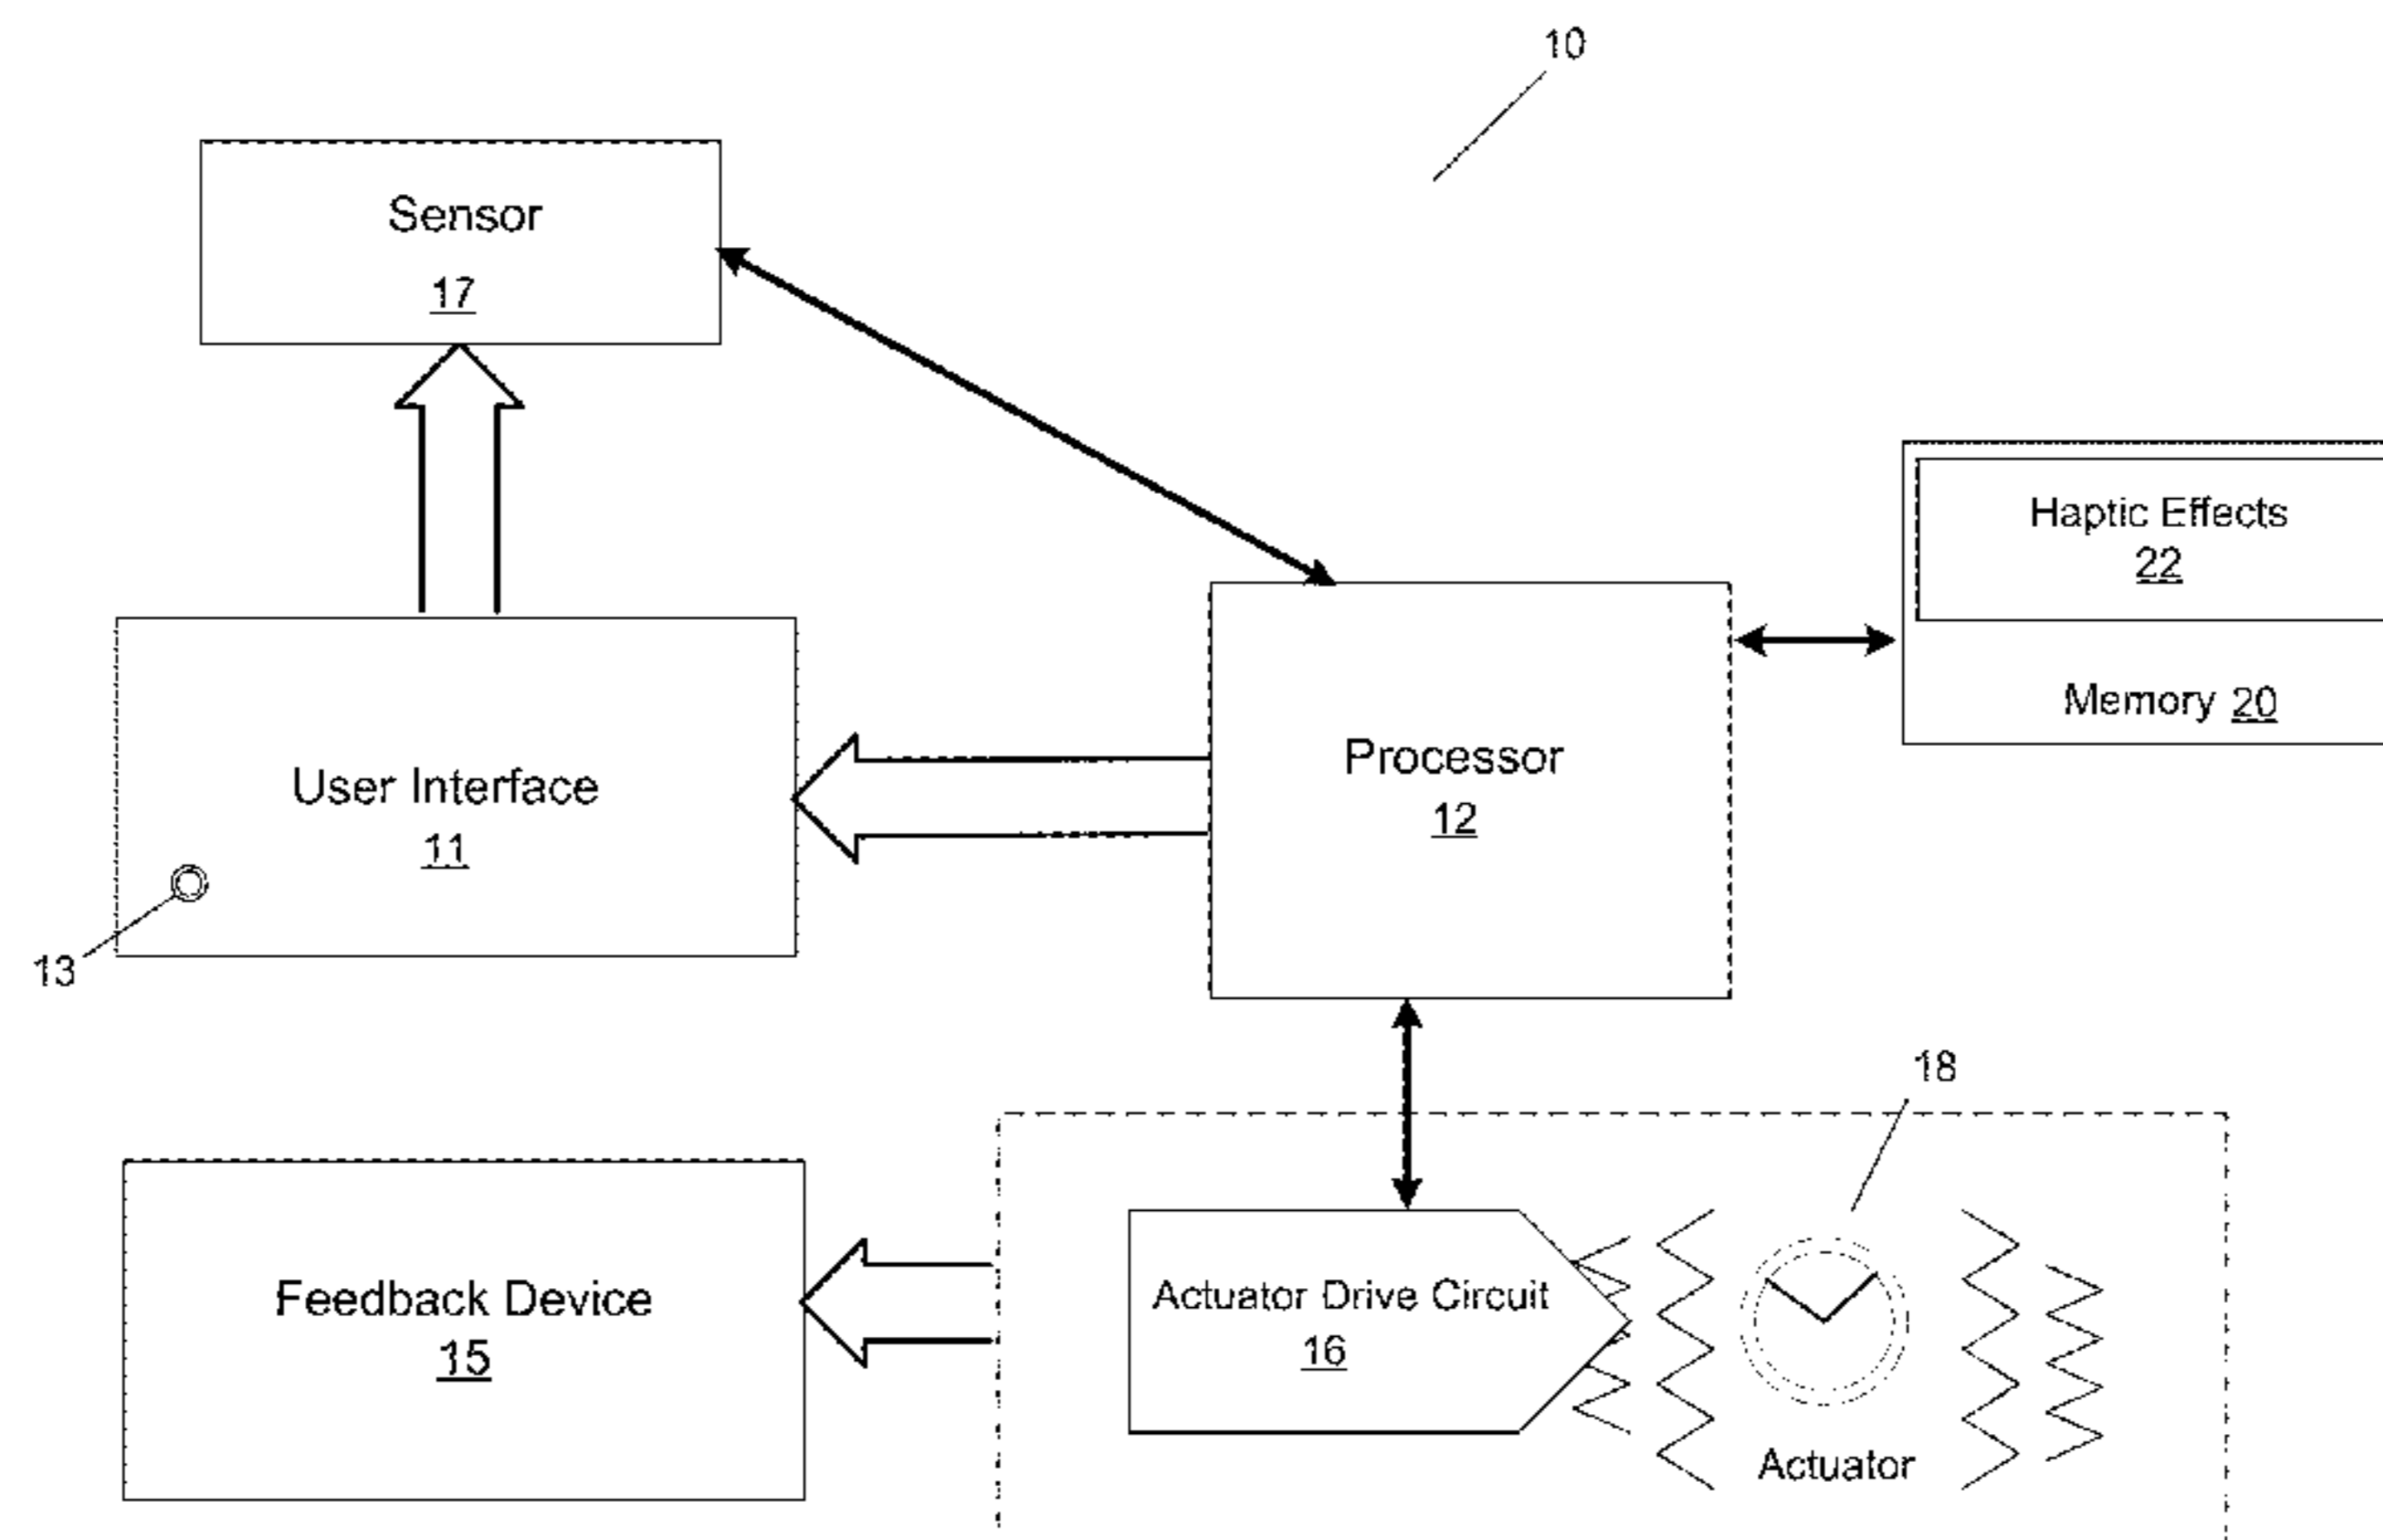 10
Sensor
17
Haptic Effects
22
Memory 20
Processor
12
User Interface
11
13
18
Actuator Drive Circuit
16
Feedback Device
15
Actuator